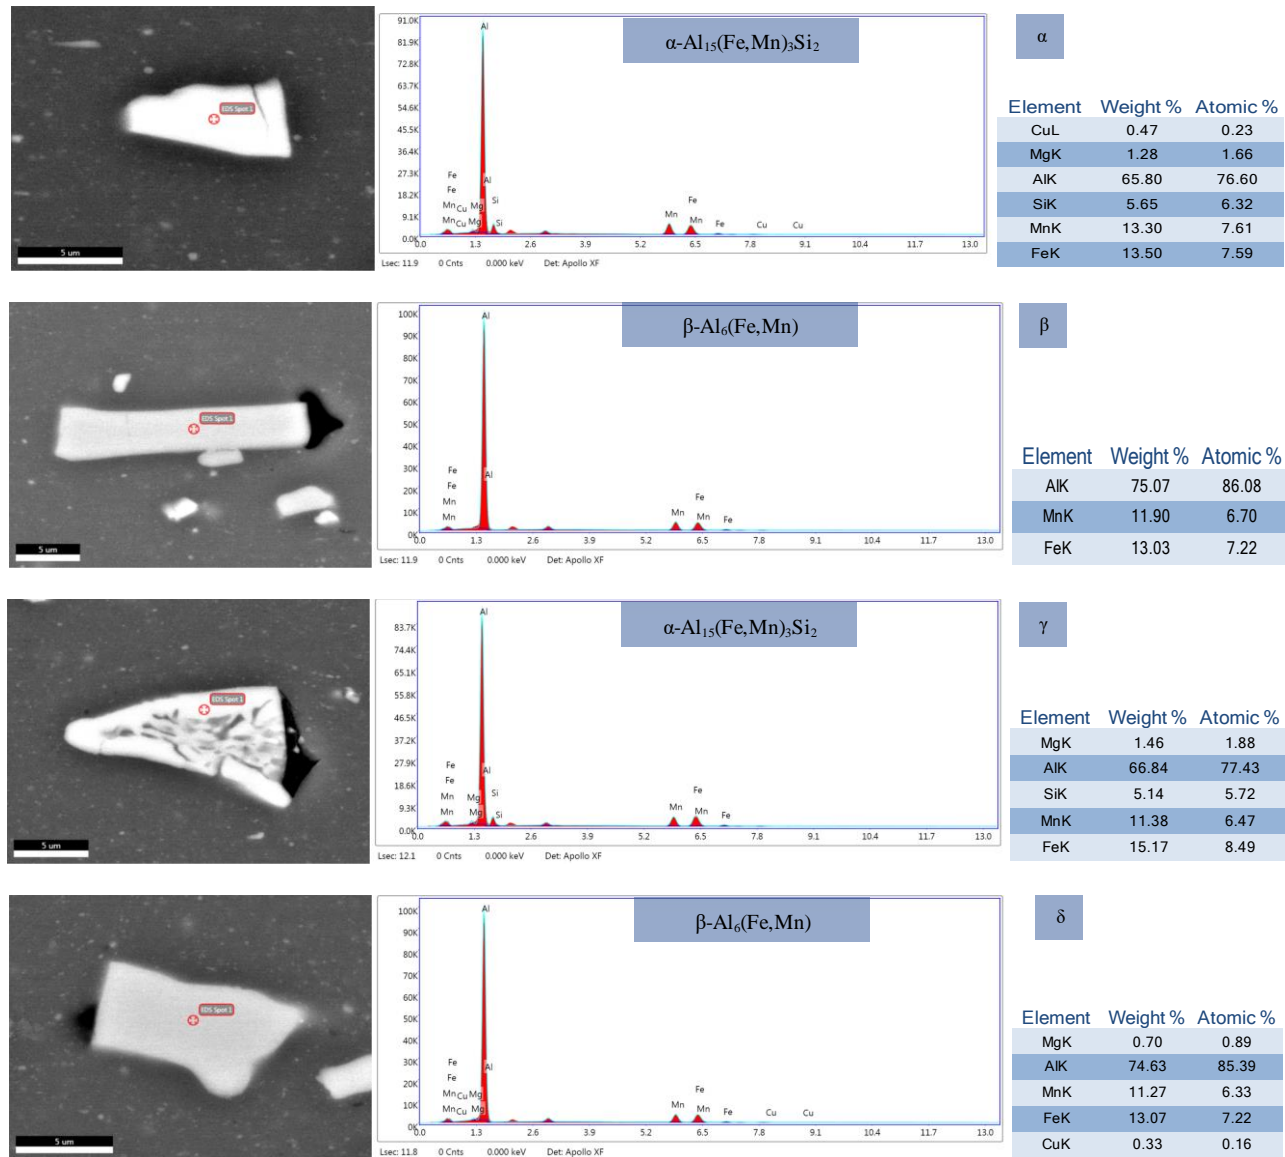 EDS Spot 1
5 um
91.0K
81.9K
72.8K
63.7K
54.6K
45.5K
36.4K
27.3K
18.2K
9.1K
0.0K
Al
α-Al₁₅(Fe,Mn)₃Si₂
Fe
Fe Al
Mn Cu Mg Si
Mn Cu Mg Si
Mn
Fe
Mn Fe Cu Cu
0.0 1.3 2.6 3.9 5.2 6.5 7.8 9.1 10.4 11.7 13.0
Lsec: 11.9 0 Cnts 0.000 keV Det: Apollo XF
α
Element Weight % Atomic %
CuL 0.47 0.23
MgK 1.28 1.66
AlK 65.80 76.60
SiK 5.65 6.32
MnK 13.30 7.61
FeK 13.50 7.59
EDS Spot 1
5 um
100K
90K
80K
70K
60K
50K
40K
30K
20K
10K
0K
Al
β-Al₆(Fe,Mn)
Fe
Fe Al
Mn
Mn
Fe
Mn Mn Fe
0.0 1.3 2.6 3.9 5.2 6.5 7.8 9.1 10.4 11.7 13.0
Lsec: 11.9 0 Cnts 0.000 keV Det: Apollo XF
β
Element Weight % Atomic %
AlK 75.07 86.08
MnK 11.90 6.70
FeK 13.03 7.22
EDS Spot 1
5 um
83.7K
74.4K
65.1K
55.8K
46.5K
37.2K
27.9K
18.6K
9.3K
0.0K
Al
α-Al₁₅(Fe,Mn)₃Si₂
Fe
Fe Al
Mn Mg Si
Mn Mg Si
Fe
Mn Mn Fe
0.0 1.3 2.6 3.9 5.2 6.5 7.8 9.1 10.4 11.7 13.0
Lsec: 12.1 0 Cnts 0.000 keV Det: Apollo XF
γ
Element Weight % Atomic %
MgK 1.46 1.88
AlK 66.84 77.43
SiK 5.14 5.72
MnK 11.38 6.47
FeK 15.17 8.49
EDS Spot 1
5 um
100K
90K
80K
70K
60K
50K
40K
30K
20K
10K
0K
Al
β-Al₆(Fe,Mn)
Fe
Fe Al
Mn Cu Mg
Mn Cu Mg
Fe
Mn Mn Fe Cu Cu
0.0 1.3 2.6 3.9 5.2 6.5 7.8 9.1 10.4 11.7 13.0
Lsec: 11.8 0 Cnts 0.000 keV Det: Apollo XF
δ
Element Weight % Atomic %
MgK 0.70 0.89
AlK 74.63 85.39
MnK 11.27 6.33
FeK 13.07 7.22
CuK 0.33 0.16